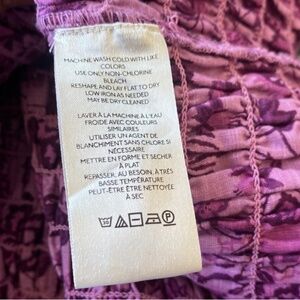 MACHINE WASH COLD WITH LIKE
COLORS
USE ONLY NON-CHLORINE
BLEACH
RESHAPE AND LAY FLAT TO DRY
LOW IRON AS NEEDED
MAY BE DRY CLEANED
LAVER À LA MACHINE À L'EAU
FROIDE AVEC COULEURS
SIMILAIRES
UTILISER UN AGENT DE
BLANCHIMENT SANS CHLORE SI
NÉCESSAIRE
METTRE EN FORME ET SÉCHER
À PLAT
REPASSER, AU BESOIN, À TRÈS
BASSE TEMPÉRATURE
PEUT-ÊTRE ÊTRE NETTOYÉE
À SEC
P